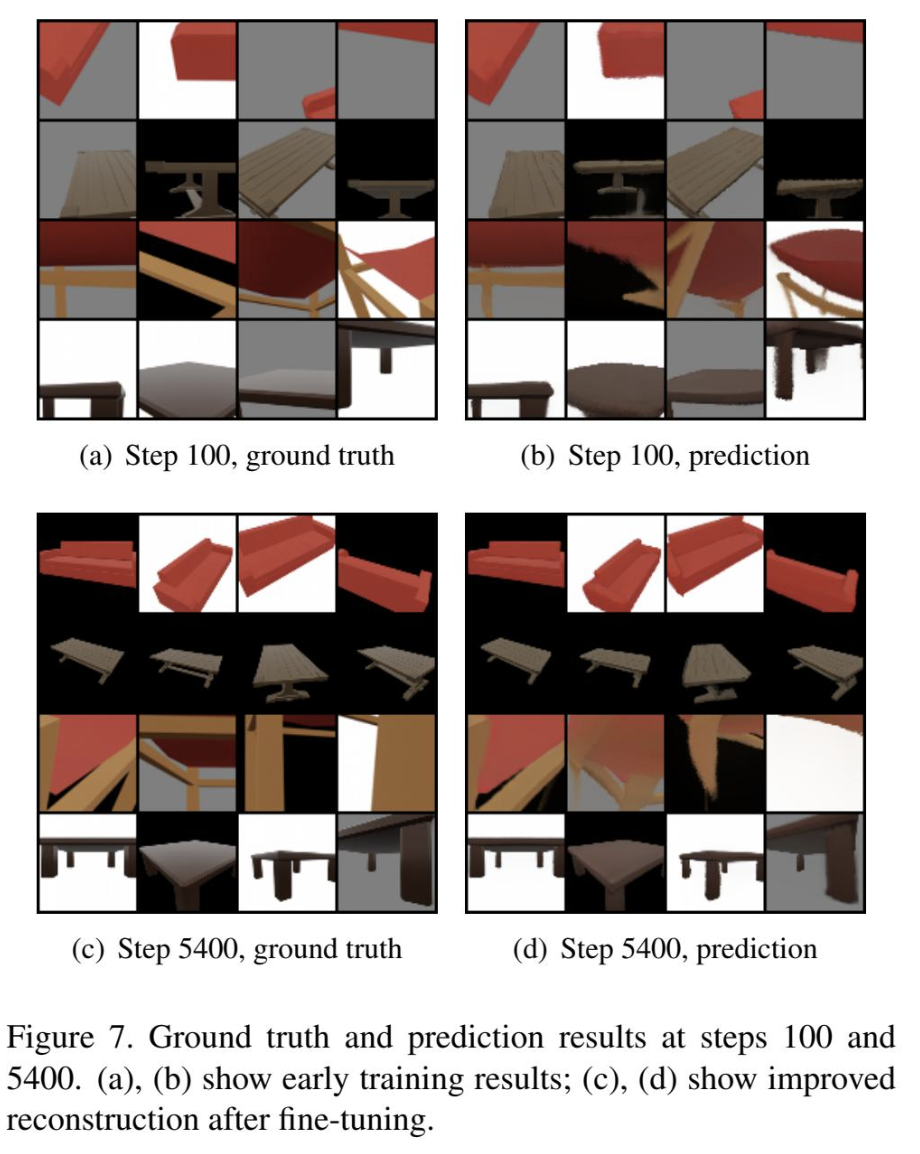 (a) Step 100, ground truth
(b) Step 100, prediction
(c) Step 5400, ground truth
(d) Step 5400, prediction
Figure 7. Ground truth and prediction results at steps 100 and
5400. (a), (b) show early training results; (c), (d) show improved
reconstruction after fine-tuning.